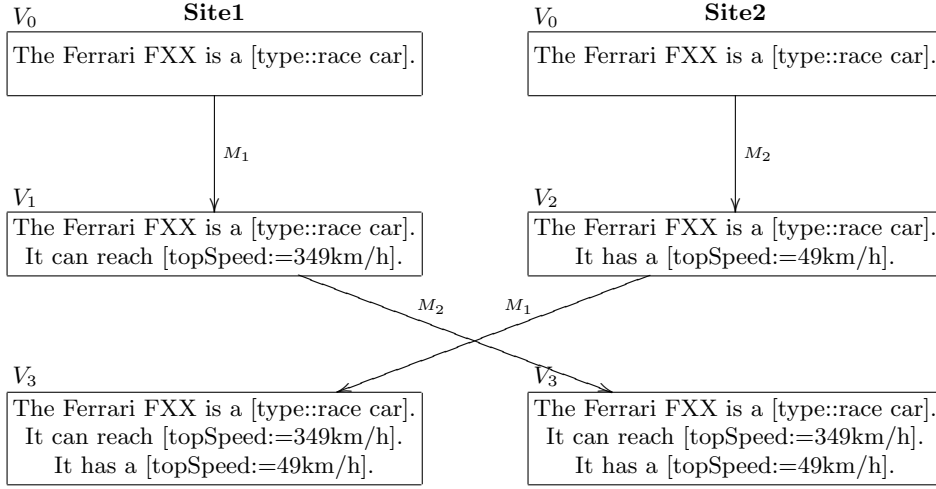 Site1 Site2
V0 V0
The Ferrari FXX is a [type::race car]. The Ferrari FXX is a [type::race car].
M1 M2
V1 V2
The Ferrari FXX is a [type::race car]. The Ferrari FXX is a [type::race car].
It can reach [topSpeed:=349km/h]. It has a [topSpeed:=49km/h].
M2 M1
V3 V3
The Ferrari FXX is a [type::race car]. The Ferrari FXX is a [type::race car].
It can reach [topSpeed:=349km/h]. It can reach [topSpeed:=349km/h].
It has a [topSpeed:=49km/h]. It has a [topSpeed:=49km/h].